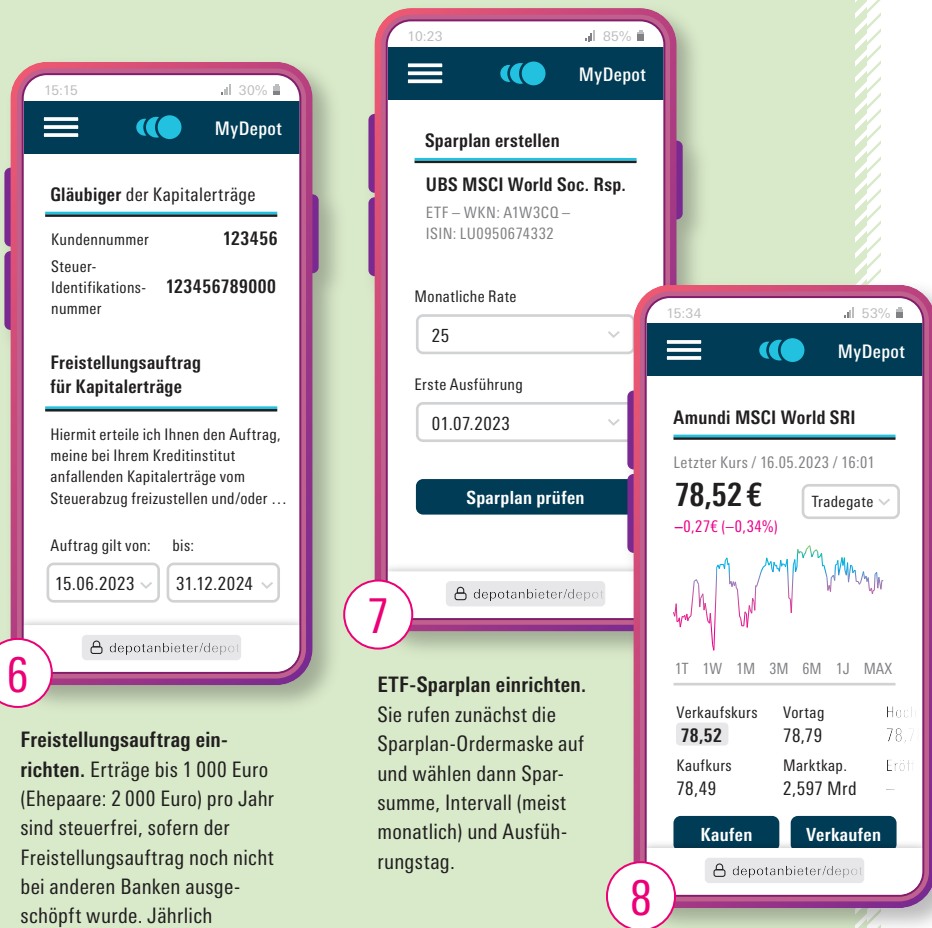 15:15
30%
MyDepot
Gläubiger der Kapitalerträge
Kundennummer 123456
Steuer-
Identifikations- 123456789000
nummer
Freistellungsauftrag
für Kapitalerträge
Hiermit erteile ich Ihnen den Auftrag,
meine bei Ihrem Kreditinstitut
anfallenden Kapitalerträge vom
Steuerabzug freizustellen und/oder …
Auftrag gilt von: bis:
15.06.2023 31.12.2024
depotanbieter/depot
6
Freistellungsauftrag ein-
richten. Erträge bis 1 000 Euro
(Ehepaare: 2 000 Euro) pro Jahr
sind steuerfrei, sofern der
Freistellungsauftrag noch nicht
bei anderen Banken ausge-
schöpft wurde. Jährlich
10:23
85%
MyDepot
Sparplan erstellen
UBS MSCI World Soc. Rsp.
ETF – WKN: A1W3CQ –
ISIN: LU0950674332
Monatliche Rate
25
Erste Ausführung
01.07.2023
Sparplan prüfen
depotanbieter/depot
7
ETF-Sparplan einrichten.
Sie rufen zunächst die
Sparplan-Ordermaske auf
und wählen dann Spar-
summe, Intervall (meist
monatlich) und Ausfüh-
rungstag.
15:34
53%
MyDepot
Amundi MSCI World SRI
Letzter Kurs / 16.05.2023 / 16:01
78,52 € Tradegate
–0,27€ (–0,34%)
1T 1W 1M 3M 6M 1J MAX
Verkaufskurs Vortag
78,52 78,79
Kaufkurs Marktkap.
78,49 2,597 Mrd –
Kaufen Verkaufen
depotanbieter/depot
8